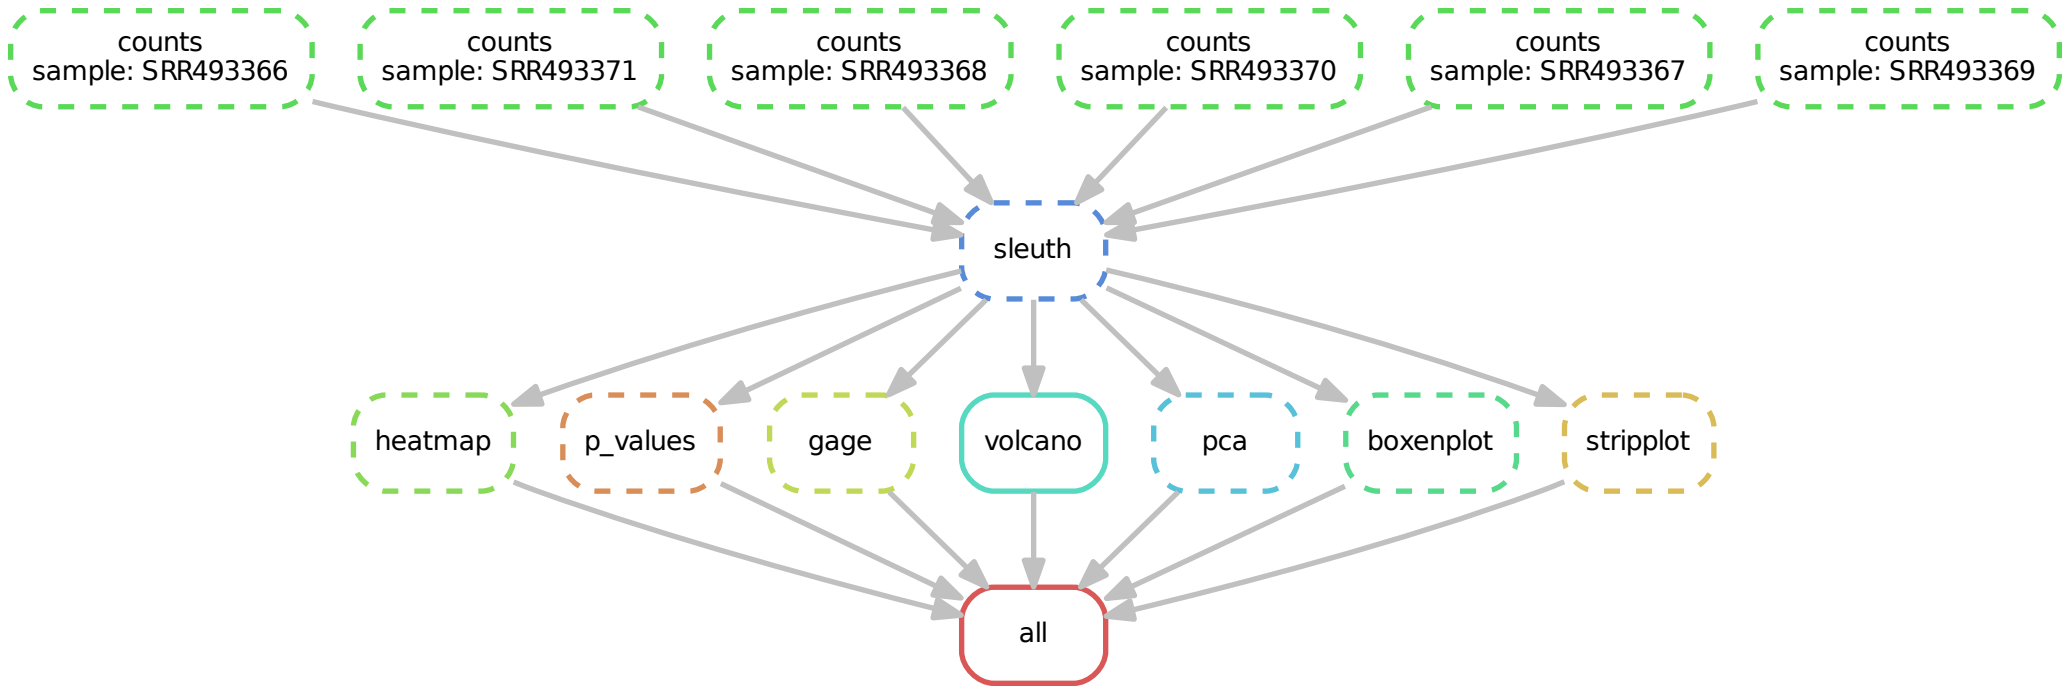 counts
sample: SRR493366
counts
sample: SRR493371
counts
sample: SRR493368
counts
sample: SRR493370
counts
sample: SRR493367
counts
sample: SRR493369
sleuth
heatmap
p_values
gage
volcano
pca
boxenplot
stripplot
all